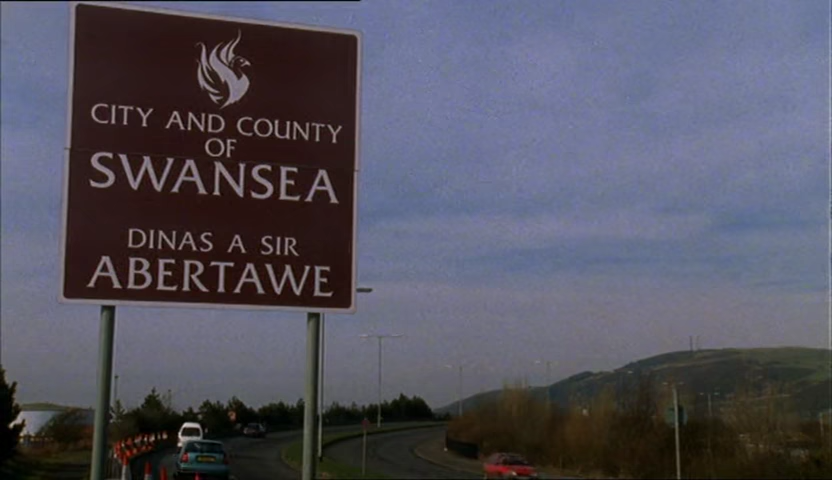 CITY AND COUNTY
OF
SWANSEA
DINAS A SIR
ABERTAWE